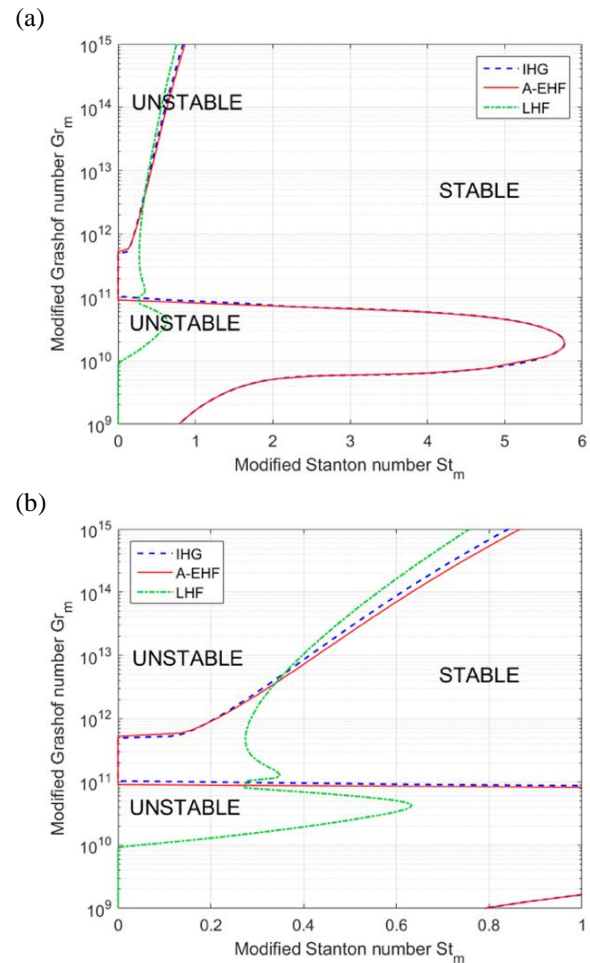 (a)
10^15
10^14
10^13
10^12
10^11
10^10
10^9
Modified Grashof number Gr_m
UNSTABLE
STABLE
UNSTABLE
IHG
A-EHF
LHF
0 1 2 3 4 5 6
Modified Stanton number St_m
(b)
10^15
10^14
10^13
10^12
10^11
10^10
10^9
Modified Grashof number Gr_m
IHG
A-EHF
LHF
UNSTABLE
STABLE
UNSTABLE
0 0.2 0.4 0.6 0.8 1
Modified Stanton number St_m